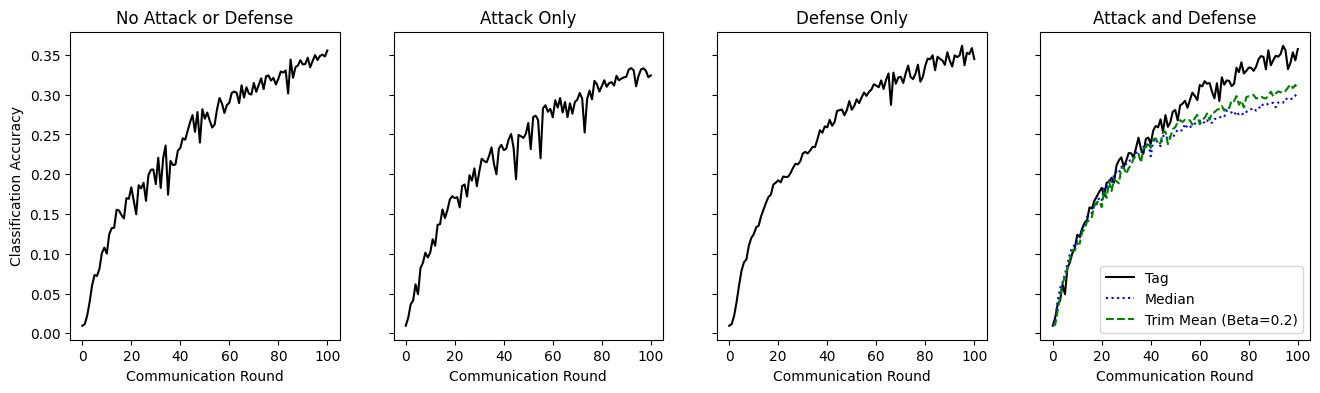 No Attack or Defense
Attack Only
Defense Only
Attack and Defense
Classification Accuracy
0.35
0.30
0.25
0.20
0.15
0.10
0.05
0.00
0 20 40 60 80 100
0 20 40 60 80 100
0 20 40 60 80 100
0 20 40 60 80 100
Communication Round
Communication Round
Communication Round
Communication Round
Tag
Median
Trim Mean (Beta=0.2)